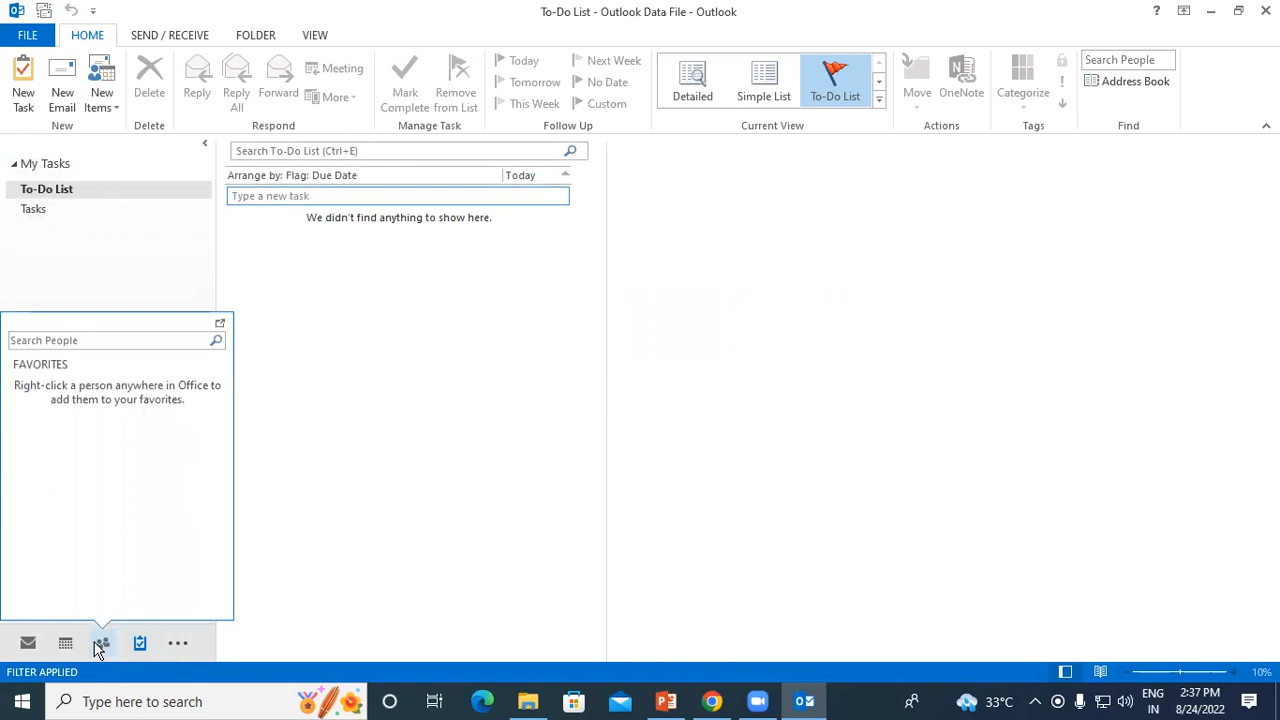 To-Do List - Outlook Data File - Outlook
FILE HOME SEND / RECEIVE FOLDER VIEW
New Task
New Email
New Items
New
Delete
Delete
Reply
Reply All
Forward
Meeting
More
Respond
Mark Complete
Remove from List
Manage Task
Today
Tomorrow
This Week
Next Week
No Date
Custom
Follow Up
Detailed
Simple List
To-Do List
Current View
Move
OneNote
Actions
Categorize
Tags
Search People
Address Book
Find
My Tasks
To-Do List
Tasks
Search To-Do List (Ctrl+E)
Arrange by: Flag: Due Date Today
Type a new task
We didn't find anything to show here.
Search People
FAVORITES
Right-click a person anywhere in Office to
add them to your favorites.
FILTER APPLIED
10%
Type here to search
33°C
ENG
IN
2:37 PM
8/24/2022